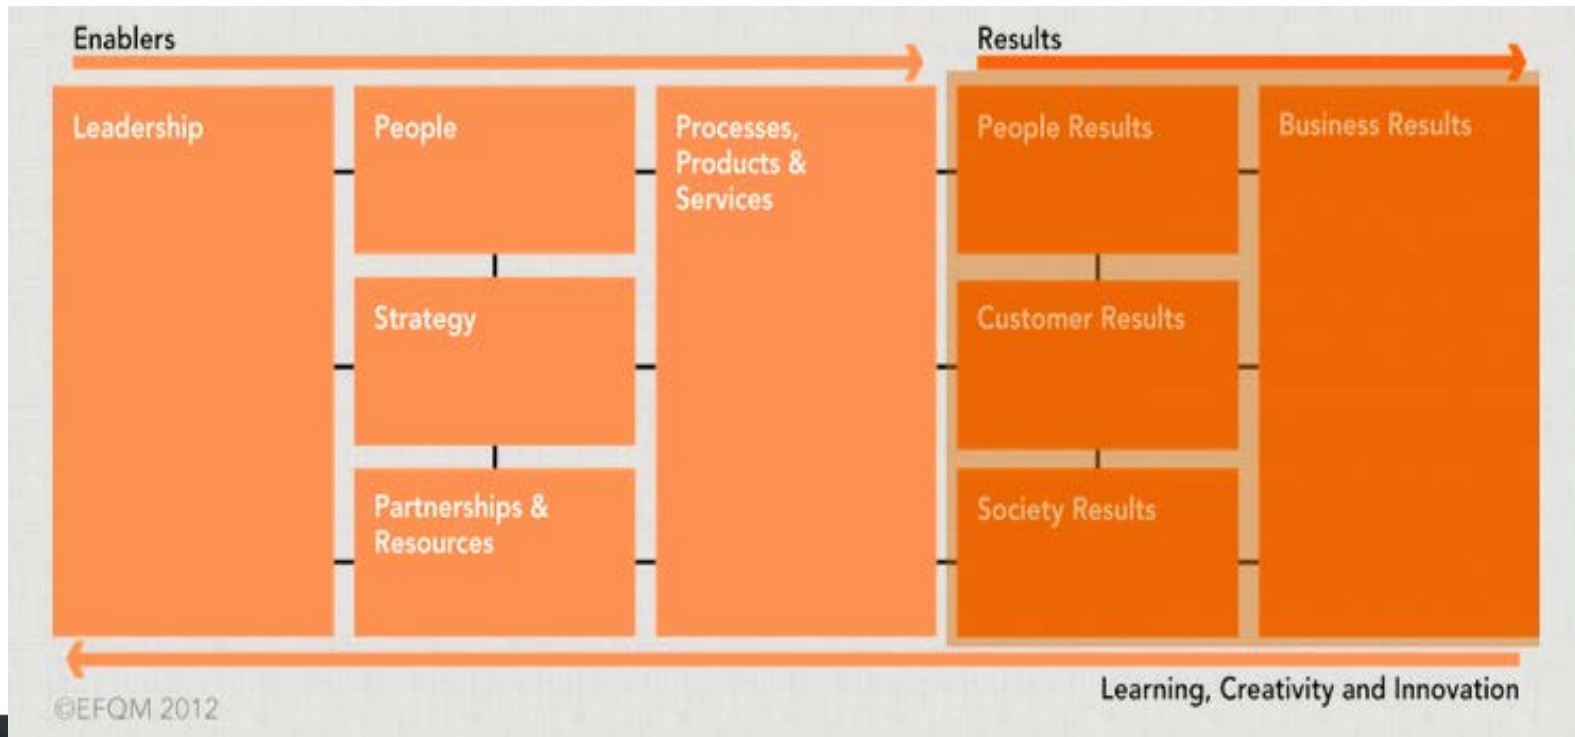 Enablers
Results
Leadership
People
Processes,
Products &
Services
People Results
Business Results
Strategy
Customer Results
Partnerships &
Resources
Society Results
Learning, Creativity and Innovation
©EFQM 2012